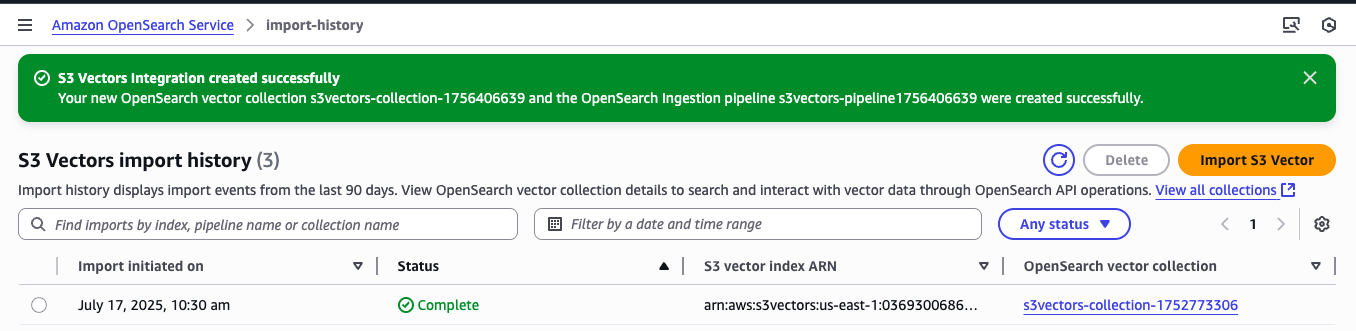 Amazon OpenSearch Service > import-history
S3 Vectors Integration created successfully
Your new OpenSearch vector collection s3vectors-collection-1756406639 and the OpenSearch Ingestion pipeline s3vectors-pipeline1756406639 were created successfully.
S3 Vectors import history (3)
Delete
Import S3 Vector
Import history displays import events from the last 90 days. View OpenSearch vector collection details to search and interact with vector data through OpenSearch API operations. View all collections
Find imports by index, pipeline name or collection name
Filter by a date and time range
Any status
1
Import initiated on
Status
S3 vector index ARN
OpenSearch vector collection
July 17, 2025, 10:30 am
Complete
arn:aws:s3vectors:us-east-1:0369300686...
s3vectors-collection-1752773306